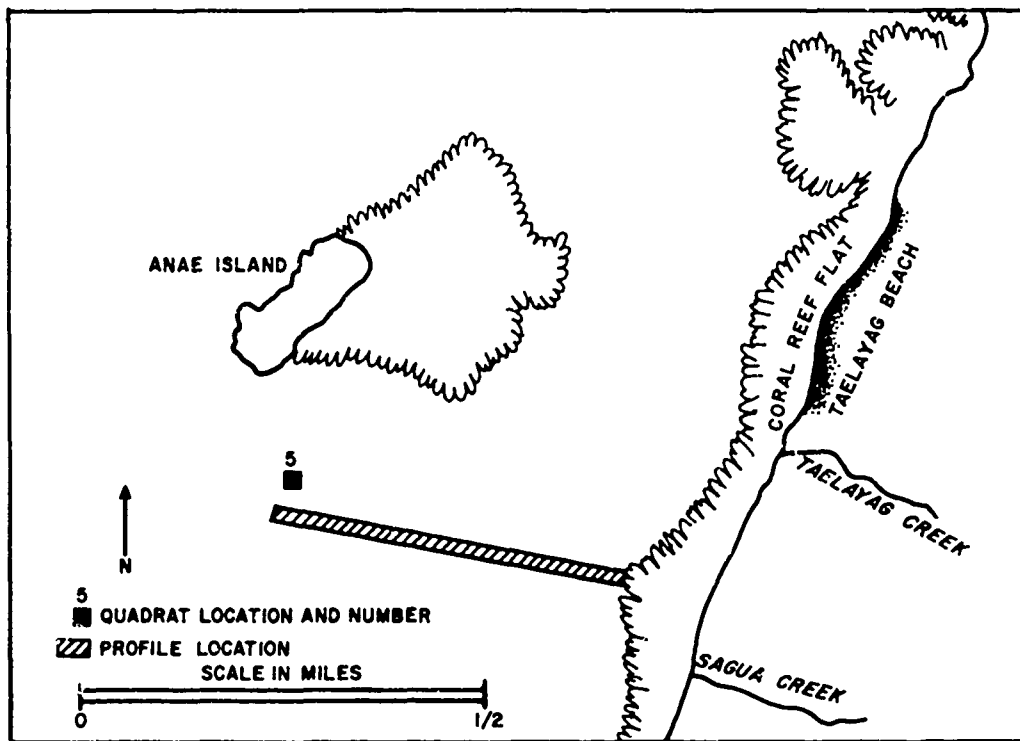 ANAE ISLAND
CORAL REEF FLAT
TAELAYAG BEACH
TAELAYAG CREEK
5
N
5
QUADRAT LOCATION AND NUMBER
PROFILE LOCATION
SCALE IN MILES
0 1/2
SAGUA CREEK